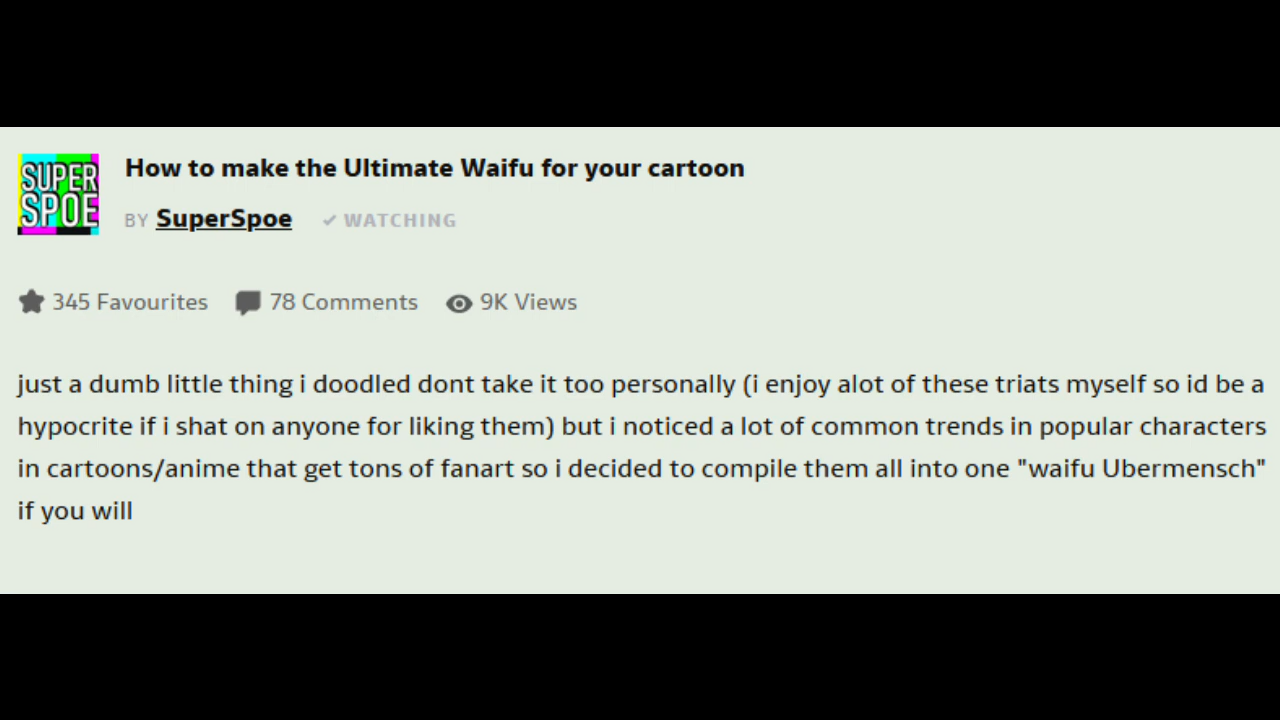 SUPER
SPOE
How to make the Ultimate Waifu for your cartoon
BY SuperSpoe ✓ WATCHING
345 Favourites 78 Comments 9K Views
just a dumb little thing i doodled dont take it too personally (i enjoy alot of these triats myself so id be a
hypocrite if i shat on anyone for liking them) but i noticed a lot of common trends in popular characters
in cartoons/anime that get tons of fanart so i decided to compile them all into one "waifu Ubermensch"
if you will